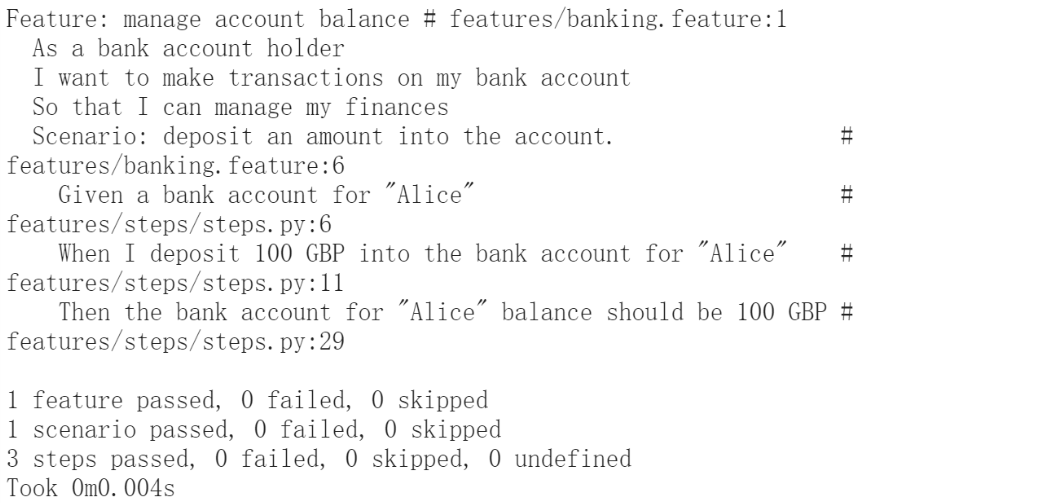 Feature: manage account balance # features/banking.feature:1
  As a bank account holder
  I want to make transactions on my bank account
  So that I can manage my finances
  Scenario: deposit an amount into the account.                  #
features/banking.feature:6
    Given a bank account for "Alice"                             #
features/steps/steps.py:6
    When I deposit 100 GBP into the bank account for "Alice"     #
features/steps/steps.py:11
    Then the bank account for "Alice" balance should be 100 GBP #
features/steps/steps.py:29

1 feature passed, 0 failed, 0 skipped
1 scenario passed, 0 failed, 0 skipped
3 steps passed, 0 failed, 0 skipped, 0 undefined
Took 0m0.004s